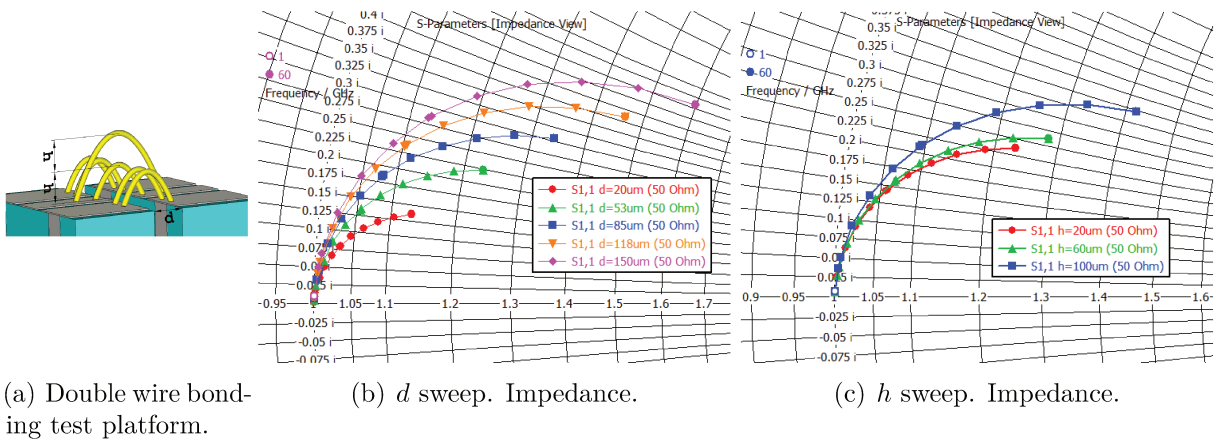 h
h
d
S-Parameters [Impedance View]
1
60
Frequency / GHz
0.4 i
0.375 i
0.35 i
0.325 i
0.3 i
0.275 i
0.25 i
0.225 i
0.2 i
0.175 i
0.15 i
0.125 i
0.1 i
0.075 i
0.05 i
0.025 i
0.95 1 1.05 1.1 1.2 1.3 1.4 1.5 1.6 1.7
-0.025 i
-0.05 i
-0.075 i
S1,1 d=20um (50 Ohm)
S1,1 d=53um (50 Ohm)
S1,1 d=85um (50 Ohm)
S1,1 d=118um (50 Ohm)
S1,1 d=150um (50 Ohm)
S-Parameters [Impedance View]
1
60
Frequency / GHz
0.35 i
0.325 i
0.3 i
0.275 i
0.25 i
0.225 i
0.2 i
0.175 i
0.15 i
0.125 i
0.1 i
0.075 i
0.05 i
0.9 0.95 1 1.05 1.1 1.2 1.3 1.4 1.5 1.6
-0.025 i
-0.05 i
-0.075 i
S1,1 h=20um (50 Ohm)
S1,1 h=60um (50 Ohm)
S1,1 h=100um (50 Ohm)
(a) Double wire bond-
ing test platform.
(b) d sweep. Impedance.
(c) h sweep. Impedance.